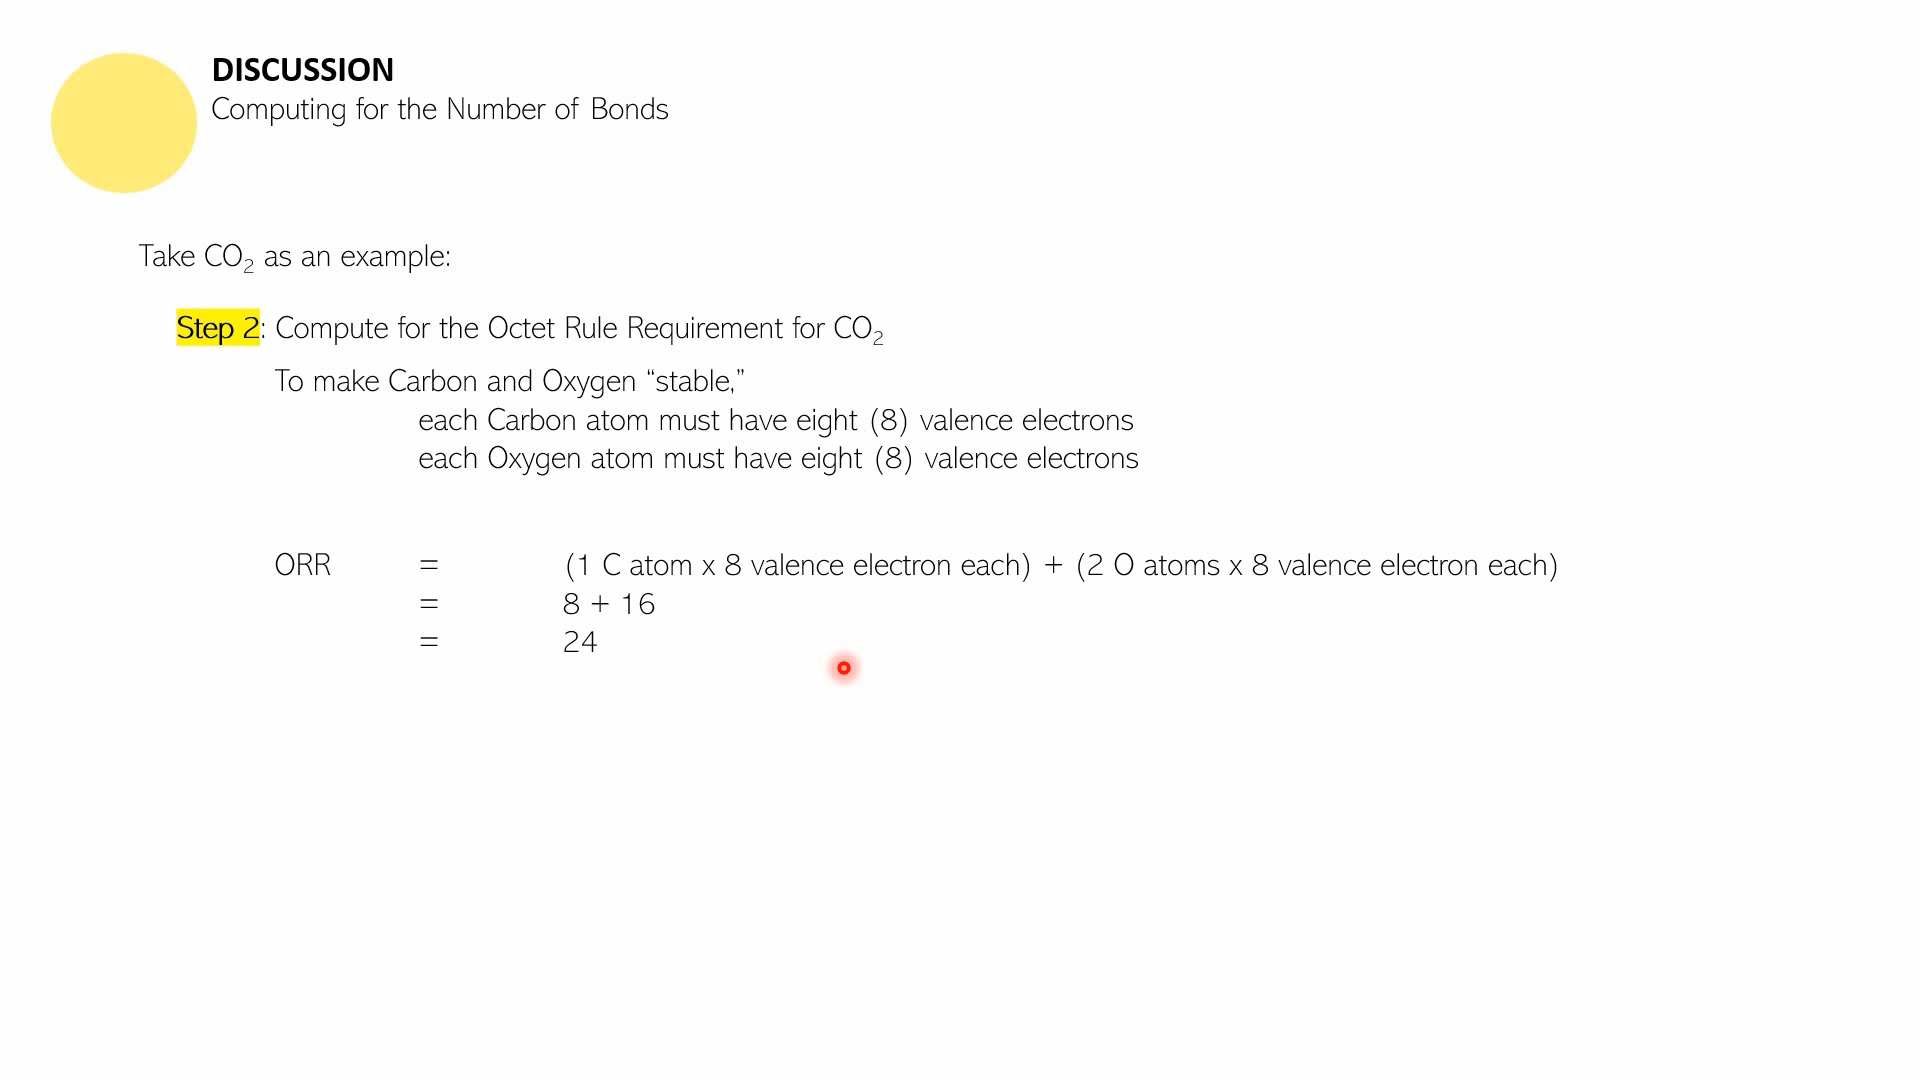 DISCUSSION
Computing for the Number of Bonds
Take CO₂ as an example:
Step 2: Compute for the Octet Rule Requirement for CO₂
To make Carbon and Oxygen “stable,”
each Carbon atom must have eight (8) valence electrons
each Oxygen atom must have eight (8) valence electrons
ORR = (1 C atom x 8 valence electron each) + (2 O atoms x 8 valence electron each)
= 8 + 16
= 24